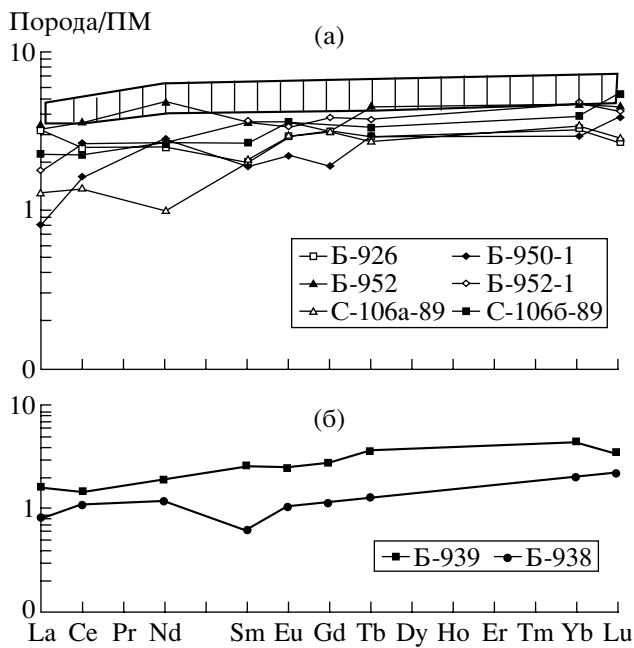 Порода/ПМ
(а)
10
1
0
Б-926 Б-950-1
Б-952 Б-952-1
С-106а-89 С-106б-89
(б)
10
1
0
Б-939 Б-938
La Ce Pr Nd Sm Eu Gd Tb Dy Ho Er Tm Yb Lu